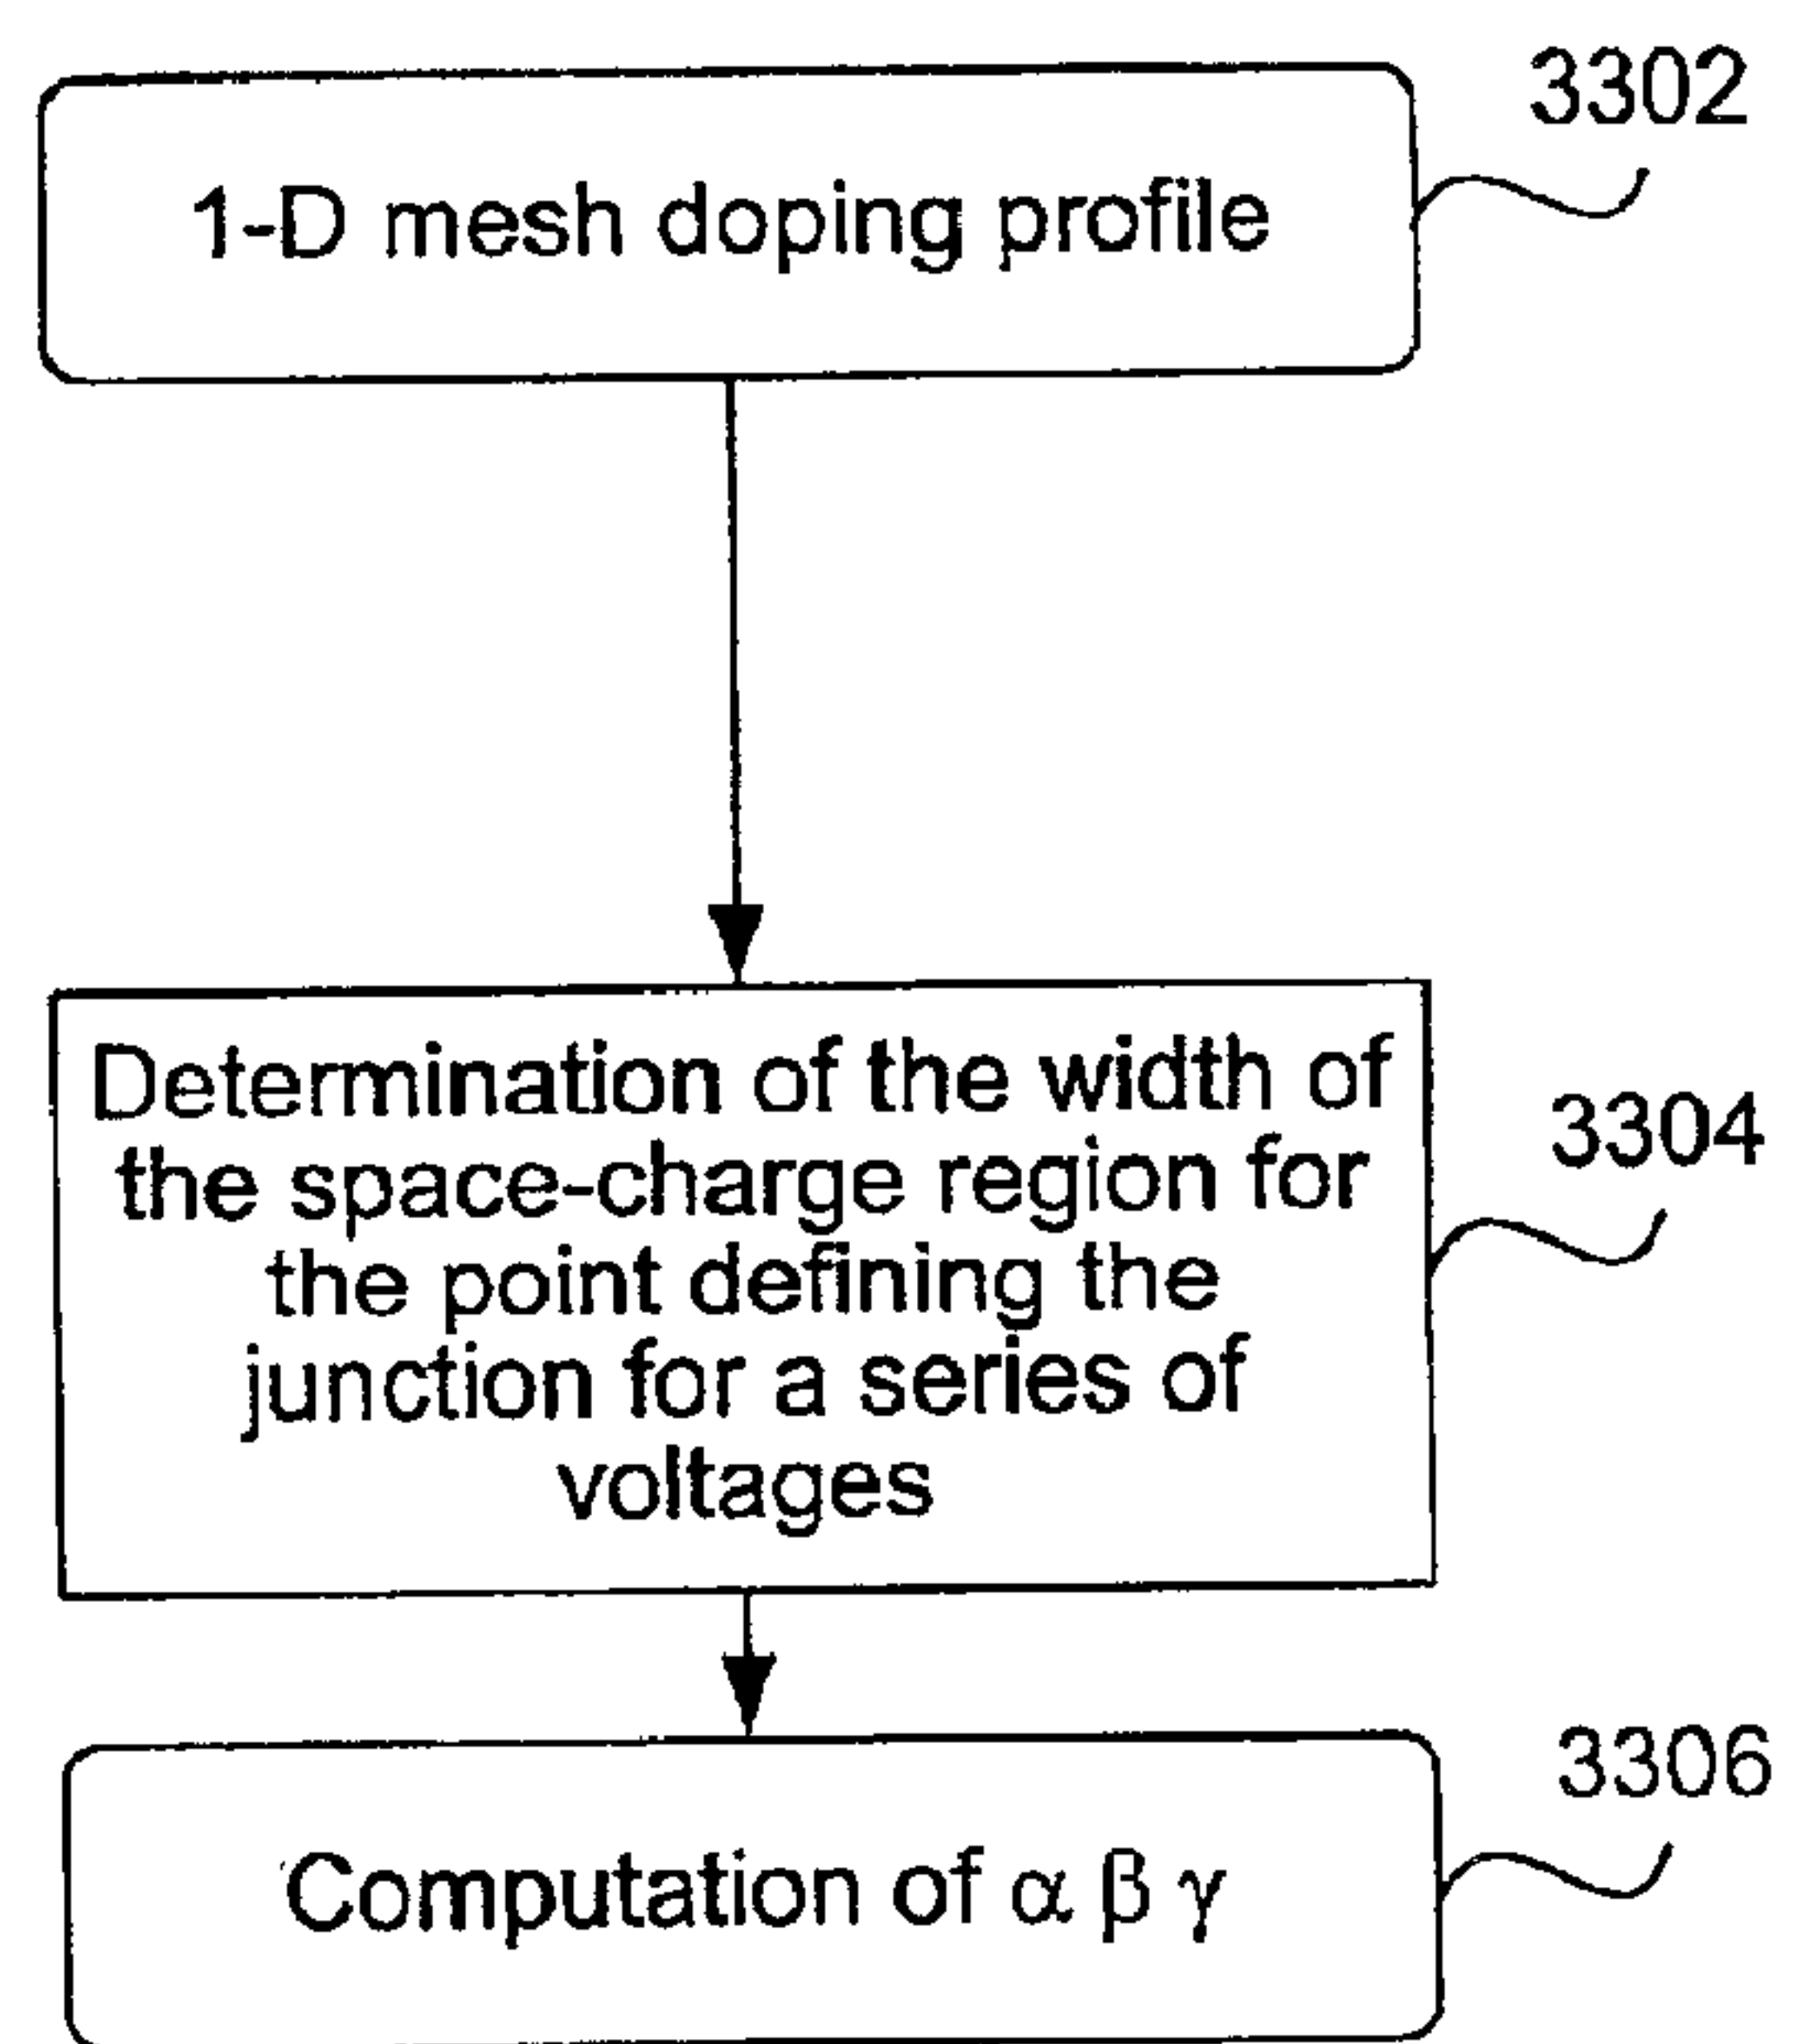 3302
1-D mesh doping profile
Determination of the width of
the space-charge region for
the point defining the
junction for a series of
voltages
3304
3306
Computation of α β γ